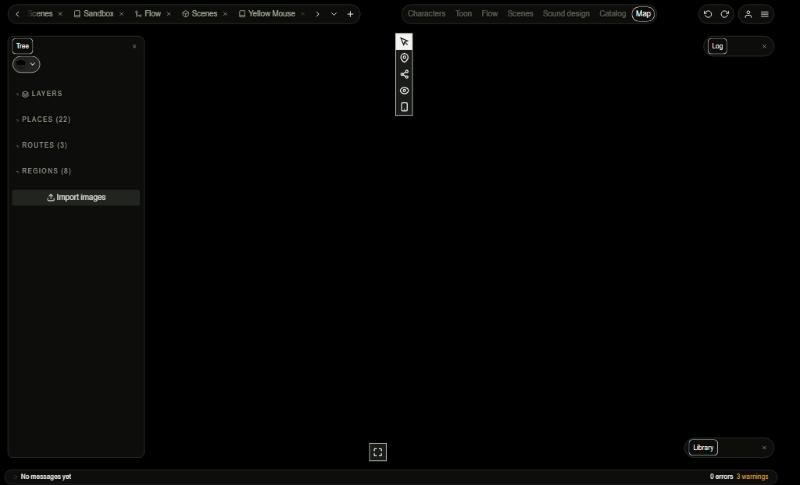 Scenes × Sandbox × Flow × Scenes × Yellow Mouse × Characters Toon Flow Scenes Sound design Catalog Map
Tree ×
Log ×
LAYERS
PLACES (22)
ROUTES (3)
REGIONS (8)
Import images
Library ×
No messages yet 0 errors 3 warnings